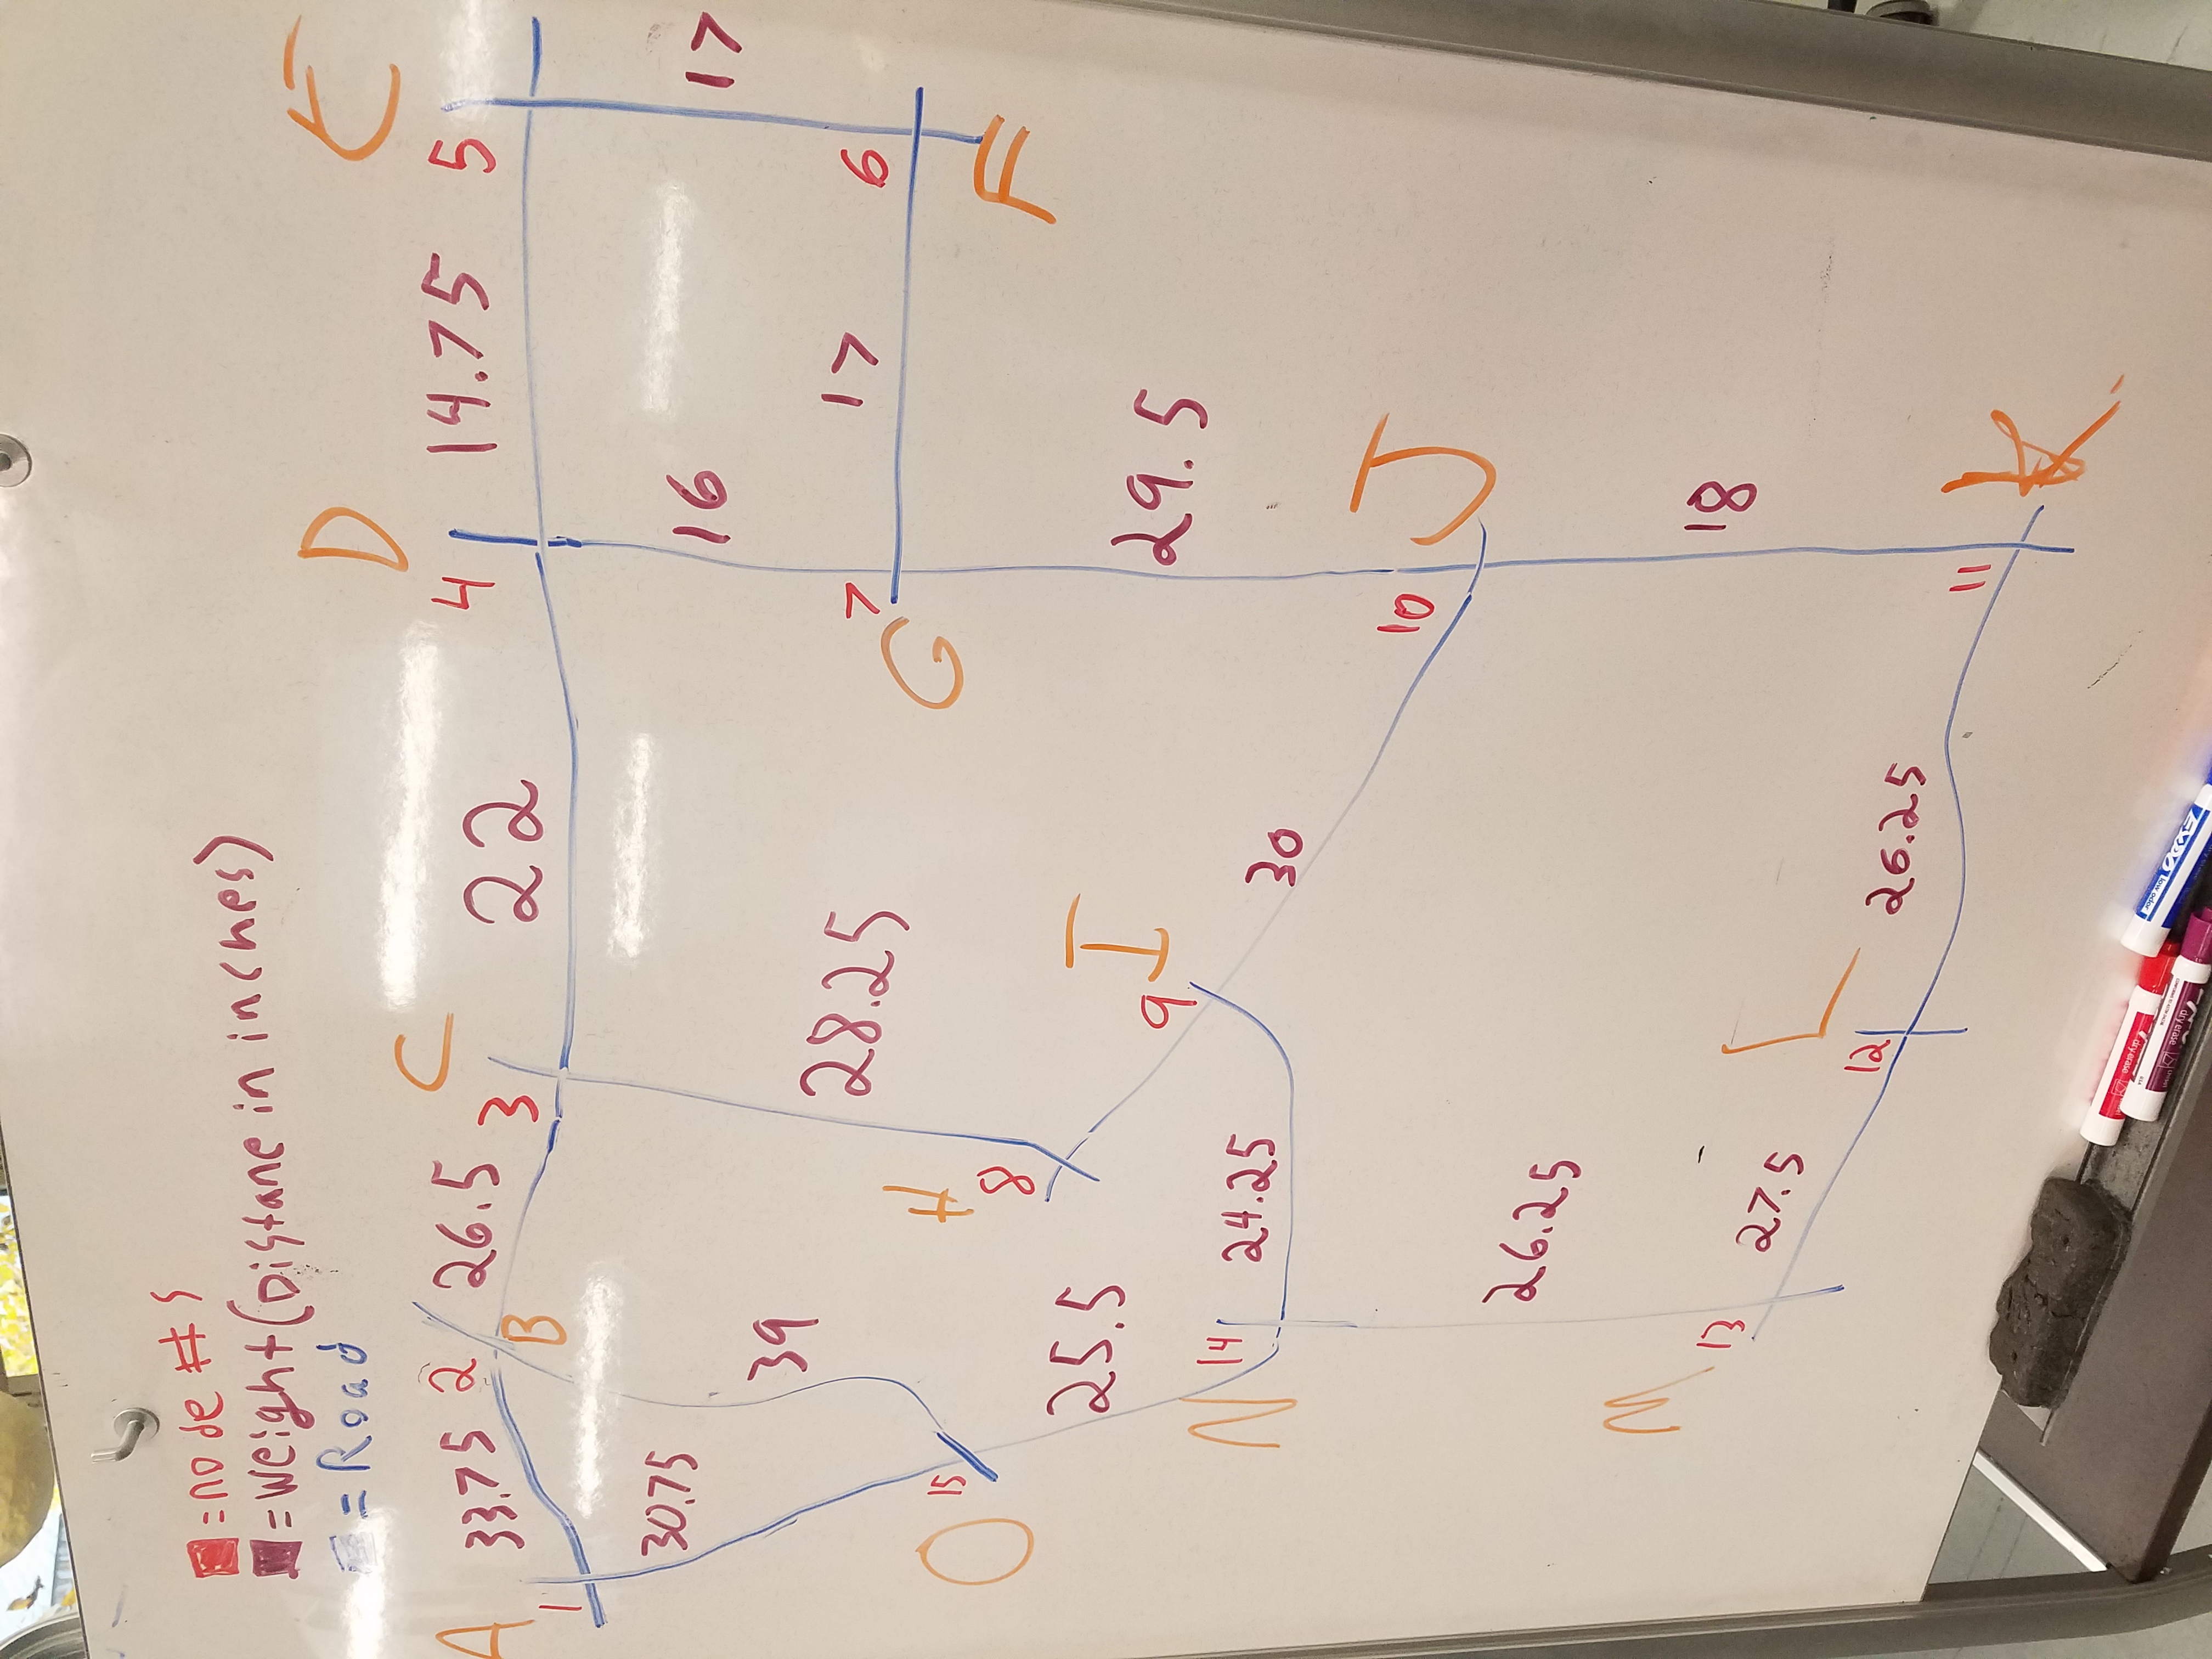 =node #s
=Weight(Distane in inches)
=Road
D E
C
A 33.75 2 26.5 3 22 4 14.75 5
B
1
30.75 16 17
39
28.25 7 17 6
H G
O 15 F
8
25.5 I
9 29.5
N 14 24.25
30
10 J
26.25
M
13 18
27.5 L
12 26.25
11 K
dry erase
dry erase
EXPO low odor